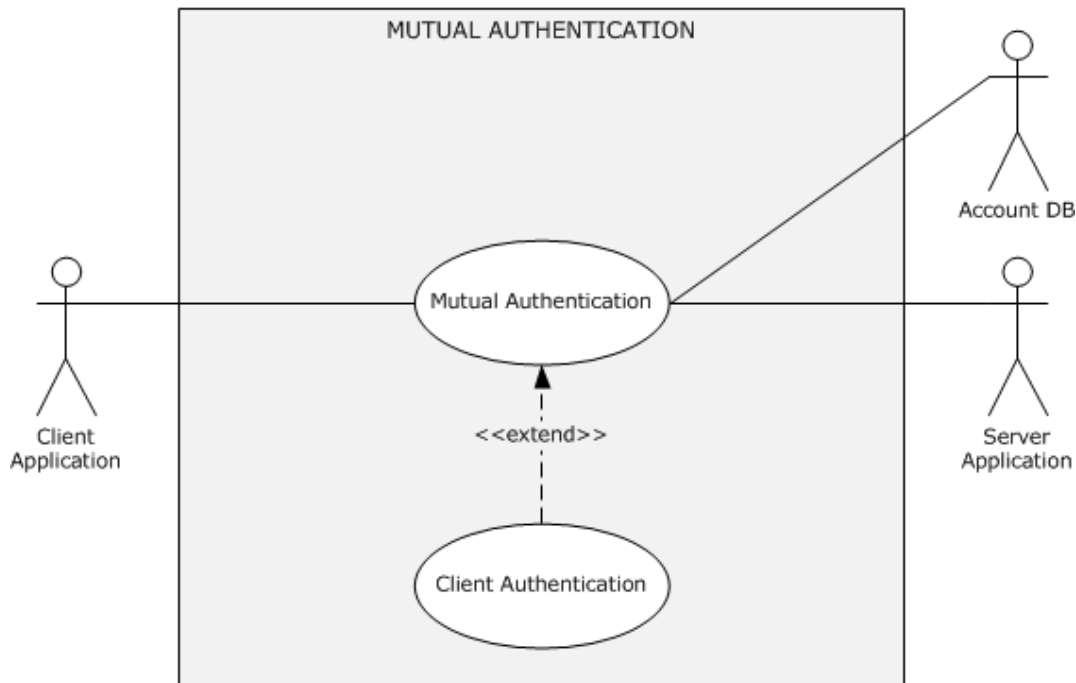 MUTUAL AUTHENTICATION
Account DB
Mutual Authentication
Client
Application
Server
Application
<<extend>>
Client Authentication